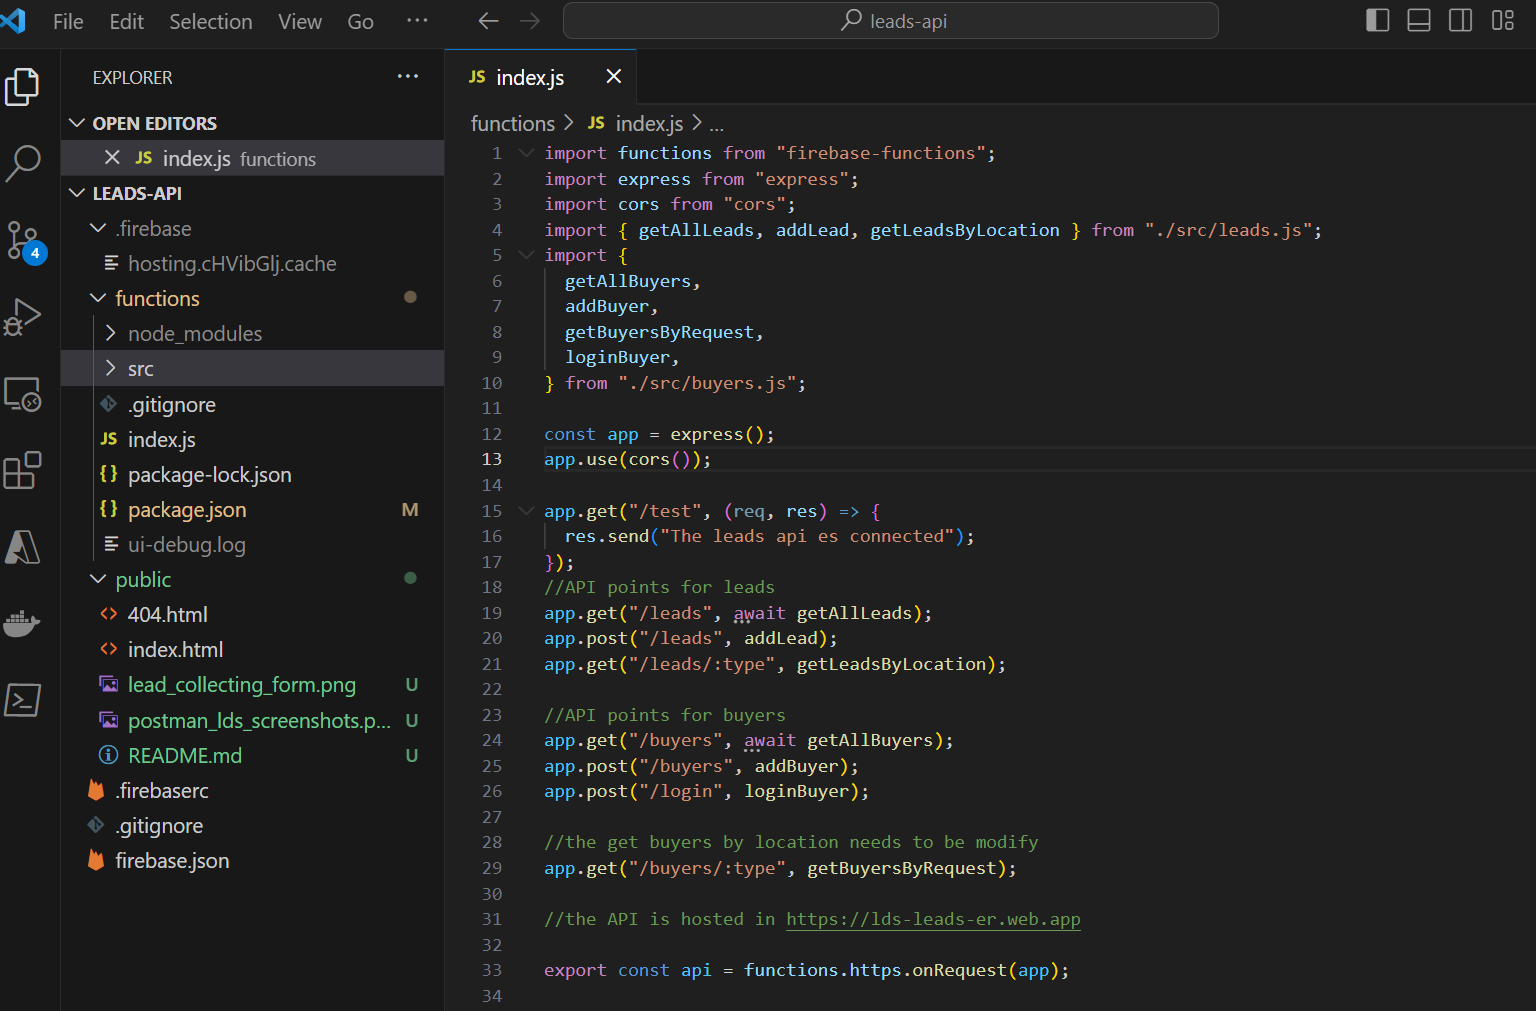 File Edit Selection View Go ··· leads-api
EXPLORER ···
OPEN EDITORS
JS index.js functions
LEADS-API
.firebase
hosting.cHVibGlj.cache
functions
node_modules
src
.gitignore
JS index.js
{} package-lock.json
{} package.json M
ui-debug.log
public
<> 404.html
<> index.html
lead_collecting_form.png U
postman_lds_screenshots.p... U
README.md U
.firebaserc
.gitignore
firebase.json
4
JS index.js
functions > JS index.js > ...
1 import functions from "firebase-functions";
2 import express from "express";
3 import cors from "cors";
4 import { getAllLeads, addLead, getLeadsByLocation } from "./src/leads.js";
5 import {
6 getAllBuyers,
7 addBuyer,
8 getBuyersByRequest,
9 loginBuyer,
10 } from "./src/buyers.js";
11
12 const app = express();
13 app.use(cors());
14
15 app.get("/test", (req, res) => {
16 res.send("The leads api es connected");
17 });
18 //API points for leads
19 app.get("/leads", await getAllLeads);
20 app.post("/leads", addLead);
21 app.get("/leads/:type", getLeadsByLocation);
22
23 //API points for buyers
24 app.get("/buyers", await getAllBuyers);
25 app.post("/buyers", addBuyer);
26 app.post("/login", loginBuyer);
27
28 //the get buyers by location needs to be modify
29 app.get("/buyers/:type", getBuyersByRequest);
30
31 //the API is hosted in https://lds-leads-er.web.app
32
33 export const api = functions.https.onRequest(app);
34